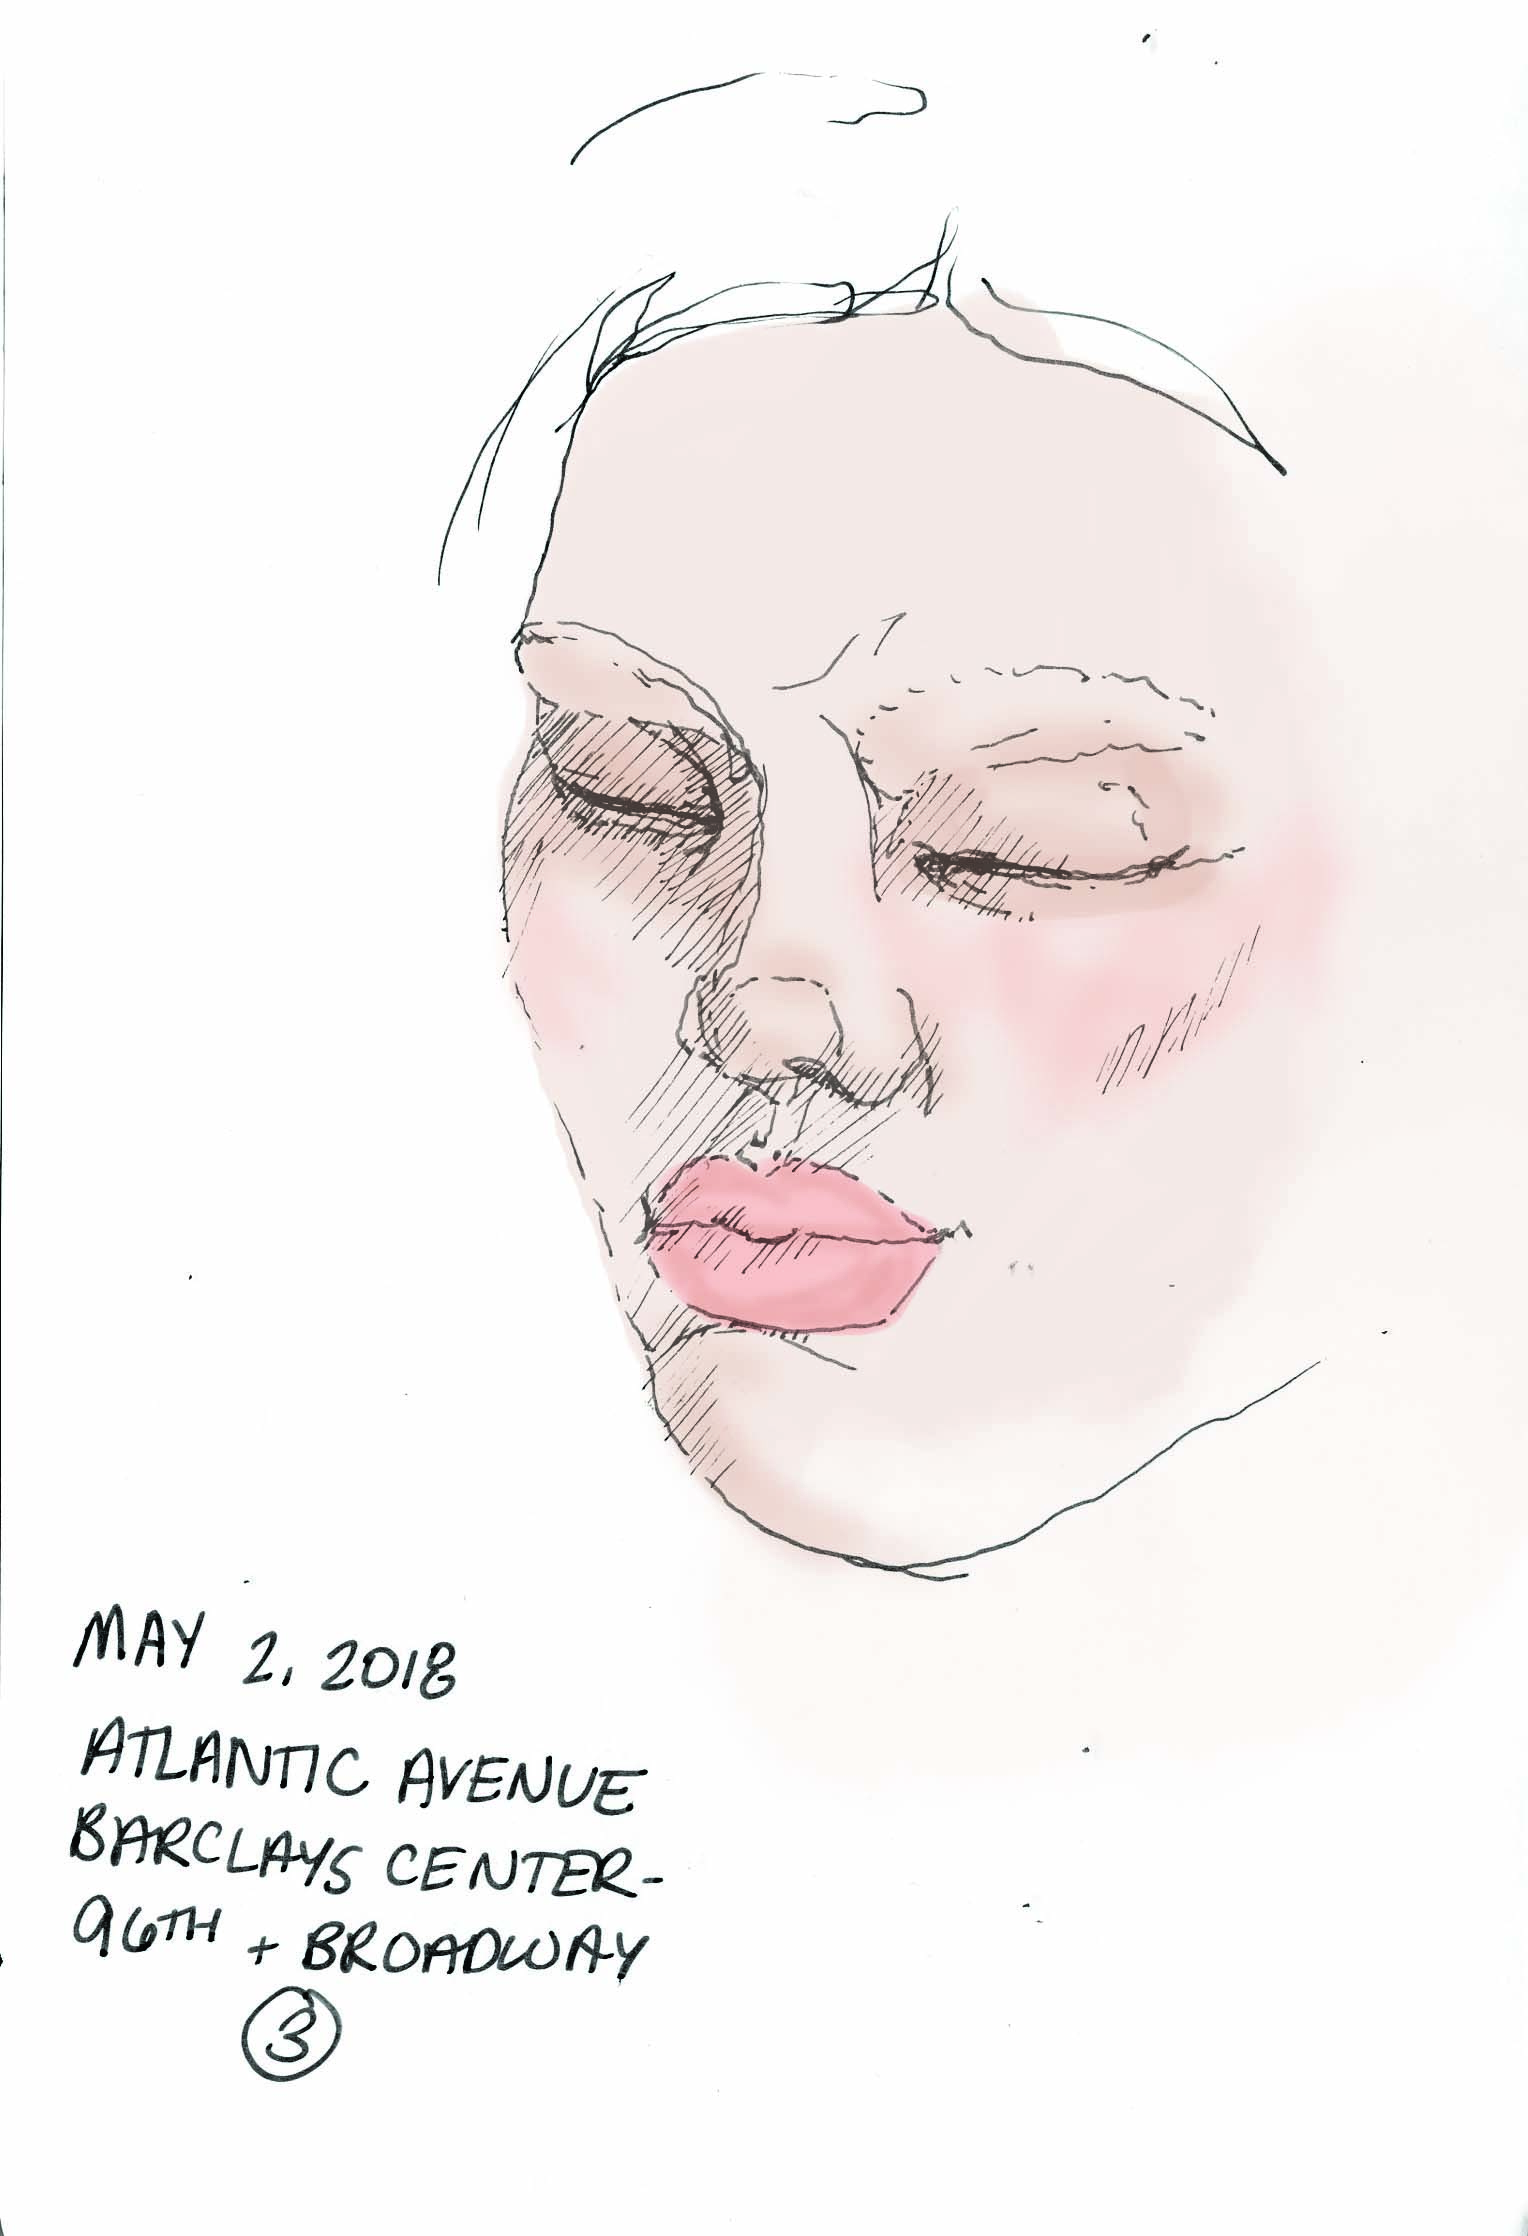 MAY 2, 2018
ATLANTIC AVENUE
BARCLAYS CENTER-
96TH + BROADWAY
3